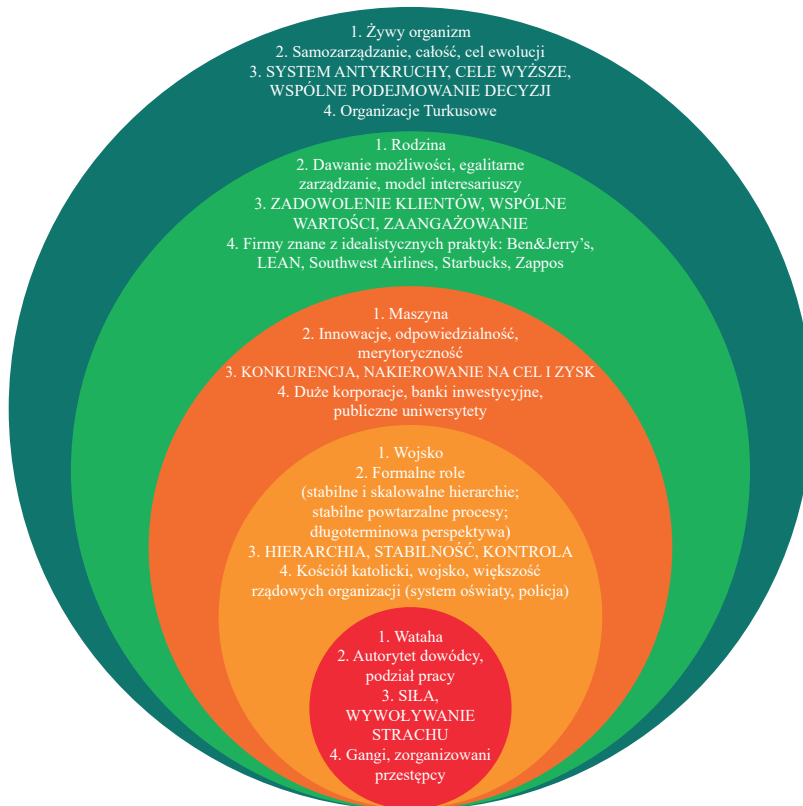 1. Żywy organizm
2. Samozarządzanie, całość, cel ewolucji
3. SYSTEM ANTYKRUCHY, CELE WYŻSZE,
WSPÓLNE PODEJMOWANIE DECYZJI
4. Organizacje Turkusowe
1. Rodzina
2. Dawanie możliwości, egalitarne
zarządzanie, model interesariuszy
3. ZADOWOLENIE KLIENTÓW, WSPÓLNE
WARTOŚCI, ZAANGAŻOWANIE
4. Firmy znane z idealistycznych praktyk: Ben&Jerry’s,
LEAN, Southwest Airlines, Starbucks, Zappos
1. Maszyna
2. Innowacje, odpowiedzialność,
merytoryczność
3. KONKURENCJA, NAKIEROWANIE NA CEL I ZYSK
4. Duże korporacje, banki inwestycyjne,
publiczne uniwersytety
1. Wojsko
2. Formalne role
(stabilne i skalowalne hierarchie;
stabilne powtarzalne procesy;
długoterminowa perspektywa)
3. HIERARCHIA, STABILNOŚĆ, KONTROLA
4. Kościół katolicki, wojsko, większość
rządowych organizacji (system oświaty, policja)
1. Wataha
2. Autorytet dowódcy,
podział pracy
3. SIŁA,
WYWOŁYWANIE
STRACHU
4. Gangi, zorganizowani
przestępcy